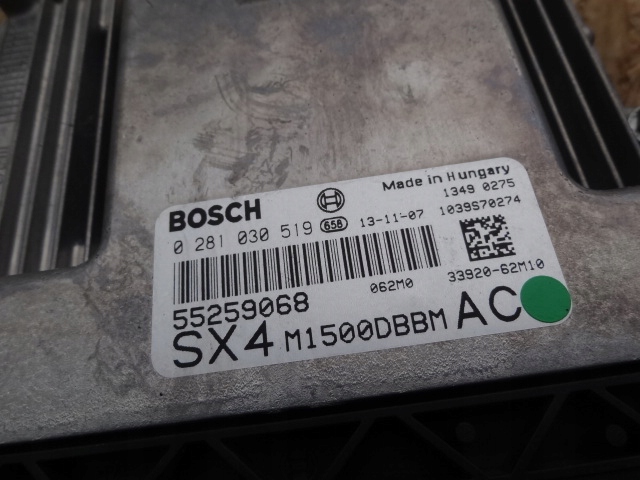 Made in Hungary
1349 0275
BOSCH
0 281 030 519 658 13-11-07 1039S70274
062M0 33920-62M10
55259068
SX4 M1500DBBM AC